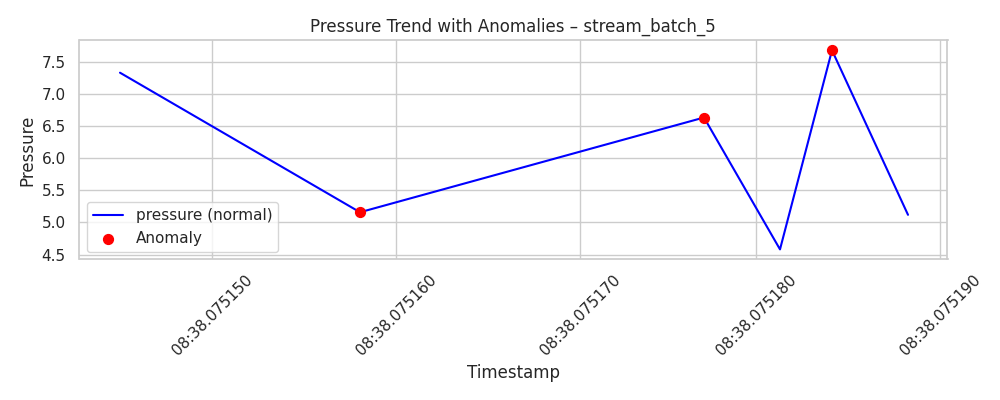 Pressure Trend with Anomalies – stream_batch_5
Pressure
7.5
7.0
6.5
6.0
5.5
5.0
4.5
pressure (normal)
Anomaly
08:38.075150
08:38.075160
08:38.075170
08:38.075180
08:38.075190
Timestamp